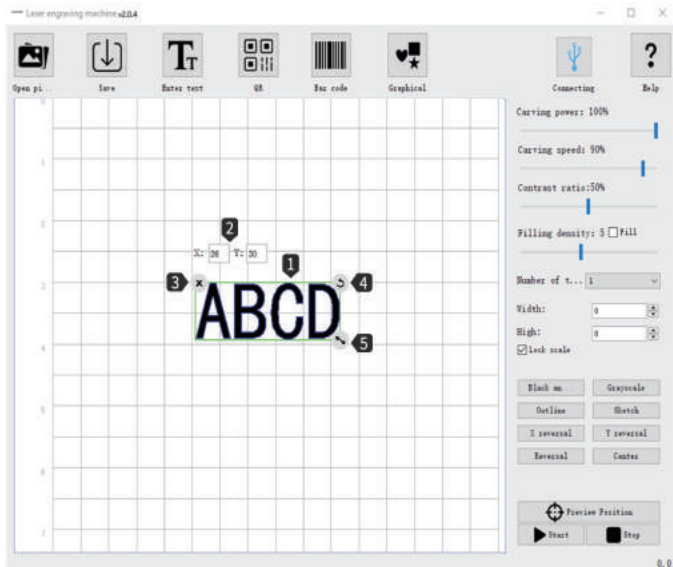 Laser engraving machine v2.0.4
Open pi..
Save
Enter text
QR
Bar code
Graphical
Connecting
Help
0
1
2
3
4
5
6
7
X: 26 Y: 30
2
1
3
4
ABCD
5
Carving power: 100%
Carving speed: 90%
Contrast ratio:50%
Filling density: 5 Fill
Number of t... 1
Width: 0
High: 0
Lock scale
Black an... Grayscale
Outline Sketch
X reversal Y reversal
Reversal Center
Preview Position
Start Stop
0.0